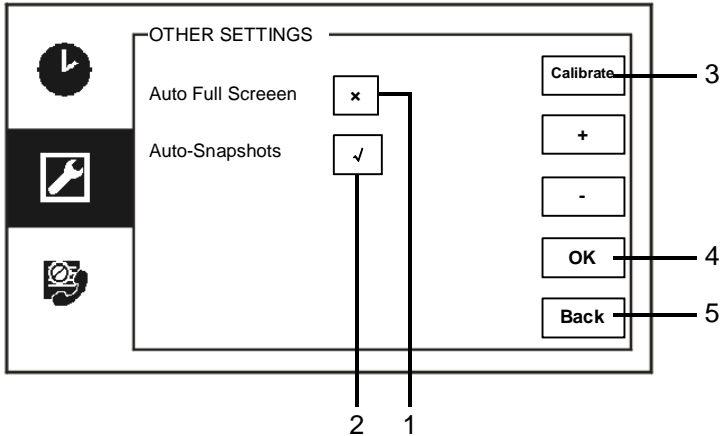 OTHER SETTINGS
Calibrate
3
Auto Full Screeen
×
+
Auto-Snapshots
√
-
OK
4
Back
5
2
1